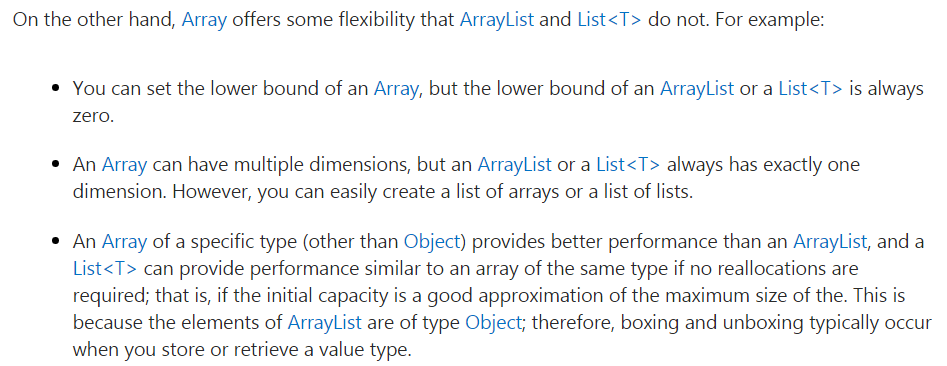 On the other hand, Array offers some flexibility that ArrayList and List<T> do not. For example:
• You can set the lower bound of an Array, but the lower bound of an ArrayList or a List<T> is always
zero.
• An Array can have multiple dimensions, but an ArrayList or a List<T> always has exactly one
dimension. However, you can easily create a list of arrays or a list of lists.
• An Array of a specific type (other than Object) provides better performance than an ArrayList, and a
List<T> can provide performance similar to an array of the same type if no reallocations are
required; that is, if the initial capacity is a good approximation of the maximum size of the. This is
because the elements of ArrayList are of type Object; therefore, boxing and unboxing typically occur
when you store or retrieve a value type.